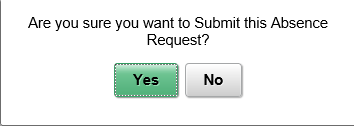 Are you sure you want to Submit this Absence
Request?
Yes No